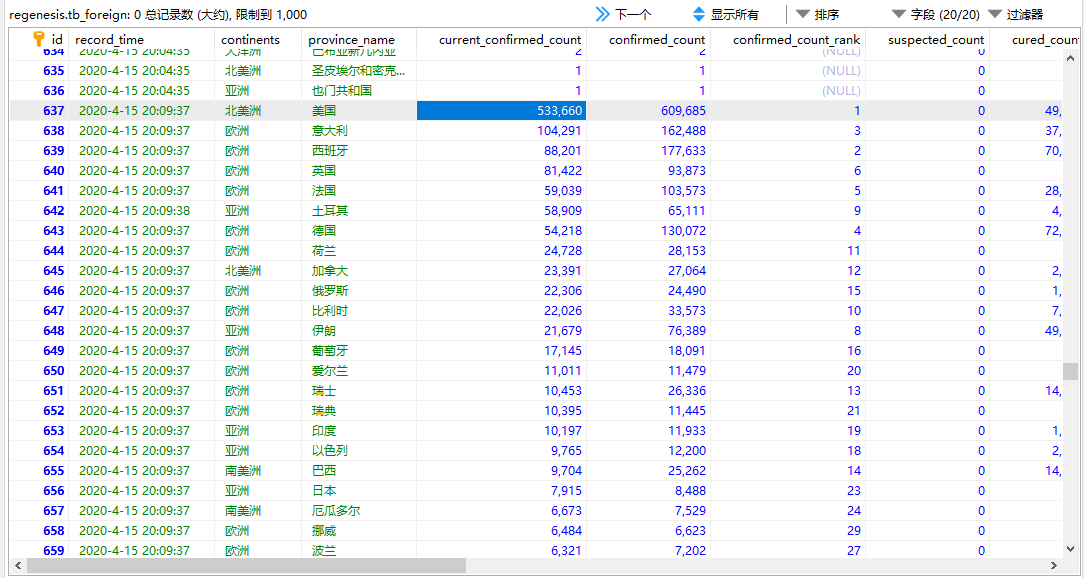 regenesis.tb_foreign: 0 总记录数 (大约), 限制到 1,000 下一个 显示所有 排序 字段 (20/20) 过滤器
id record_time continents province_name current_confirmed_count confirmed_count confirmed_count_rank suspected_count cured_count
634 2020-4-15 20:04:35 大洋洲 巴布亚新几内亚 2 2 (NULL) 0
635 2020-4-15 20:04:35 北美洲 圣皮埃尔和密克... 1 1 (NULL) 0
636 2020-4-15 20:04:35 亚洲 也门共和国 1 1 (NULL) 0
637 2020-4-15 20:09:37 北美洲 美国 533,660 609,685 1 0 49,
638 2020-4-15 20:09:37 欧洲 意大利 104,291 162,488 3 0 37,
639 2020-4-15 20:09:37 欧洲 西班牙 88,201 177,633 2 0 70,
640 2020-4-15 20:09:37 欧洲 英国 81,422 93,873 6 0
641 2020-4-15 20:09:37 欧洲 法国 59,039 103,573 5 0 28,
642 2020-4-15 20:09:38 亚洲 土耳其 58,909 65,111 9 0 4,
643 2020-4-15 20:09:37 欧洲 德国 54,218 130,072 4 0 72,
644 2020-4-15 20:09:37 欧洲 荷兰 24,728 28,153 11 0
645 2020-4-15 20:09:37 北美洲 加拿大 23,391 27,064 12 0 2,
646 2020-4-15 20:09:37 欧洲 俄罗斯 22,306 24,490 15 0 1,
647 2020-4-15 20:09:37 欧洲 比利时 22,026 33,573 10 0 7,
648 2020-4-15 20:09:37 亚洲 伊朗 21,679 76,389 8 0 49,
649 2020-4-15 20:09:37 欧洲 葡萄牙 17,145 18,091 16 0
650 2020-4-15 20:09:37 欧洲 爱尔兰 11,011 11,479 20 0
651 2020-4-15 20:09:37 欧洲 瑞士 10,453 26,336 13 0 14,
652 2020-4-15 20:09:37 欧洲 瑞典 10,395 11,445 21 0
653 2020-4-15 20:09:37 亚洲 印度 10,197 11,933 19 0 1,
654 2020-4-15 20:09:37 亚洲 以色列 9,765 12,200 18 0 2,
655 2020-4-15 20:09:37 南美洲 巴西 9,704 25,262 14 0 14,
656 2020-4-15 20:09:37 亚洲 日本 7,915 8,488 23 0
657 2020-4-15 20:09:37 南美洲 厄瓜多尔 6,673 7,529 24 0
658 2020-4-15 20:09:37 欧洲 挪威 6,484 6,623 29 0
659 2020-4-15 20:09:37 欧洲 波兰 6,321 7,202 27 0